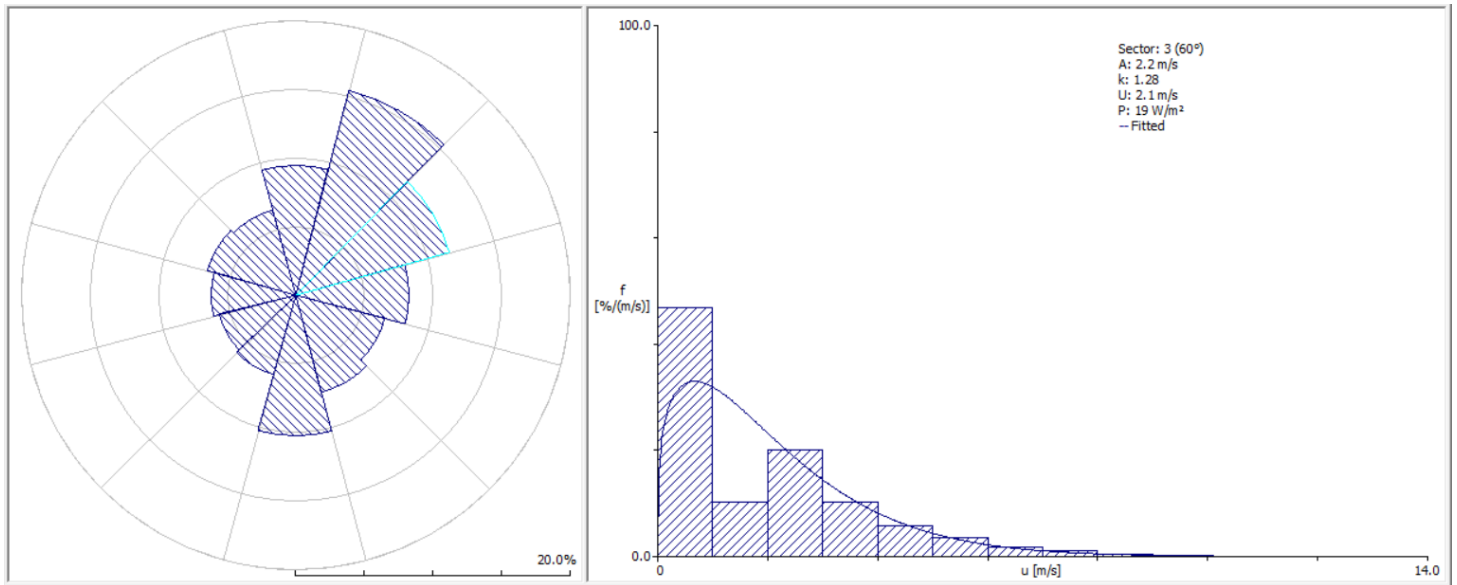 20.0%
100.0
Sector: 3 (60°)
A: 2.2 m/s
k: 1.28
U: 2.1 m/s
P: 19 W/m²
-- Fitted
f
[%/(m/s)]
0.0
0
u [m/s]
14.0